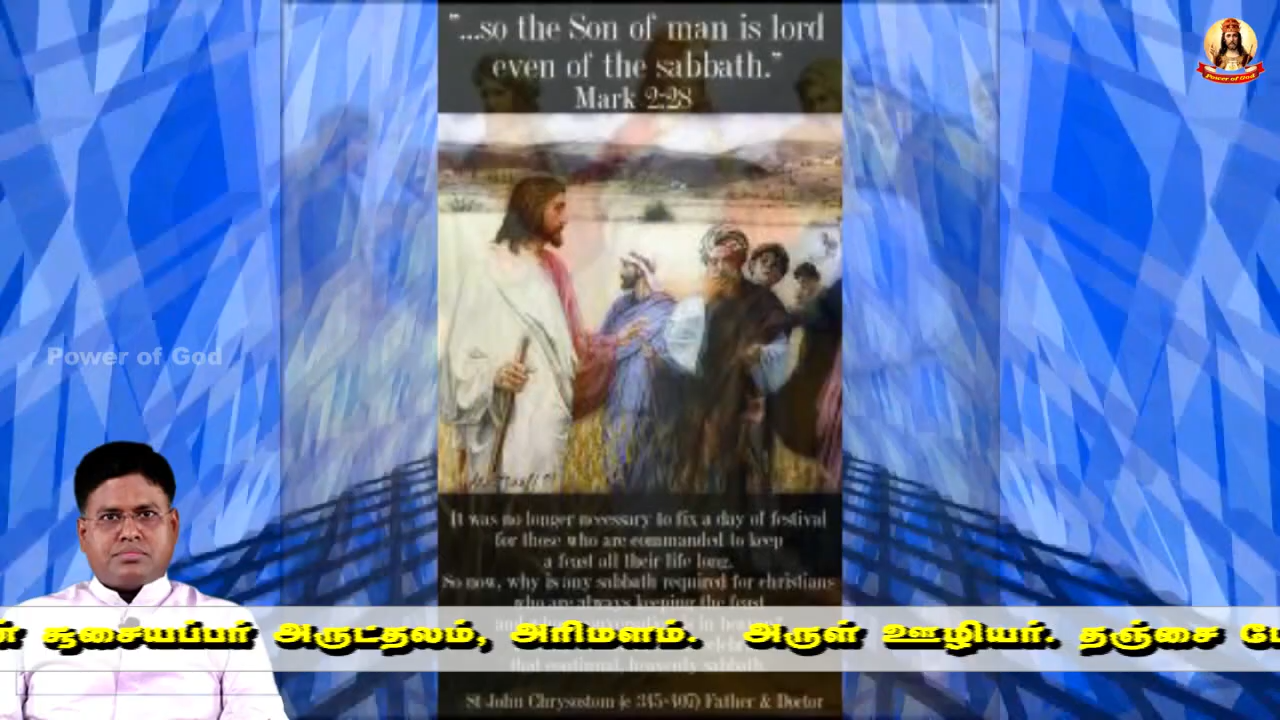 "...so the Son of man is lord
even of the sabbath."
Mark 2:28
Power of God
Power of God
It was no longer necessary to fix a day of festival
for those who are commanded to keep
a feast all their life long.
So now, why is any sabbath required for christians
who are always keeping the feast
சூசையப்பர் அருட்தலம், அரிமளம். அருள் ஊழியர். தஞ்சை
that continual, heavenly sabbath.
St John Chrysostom (c 345-407) Father & Doctor